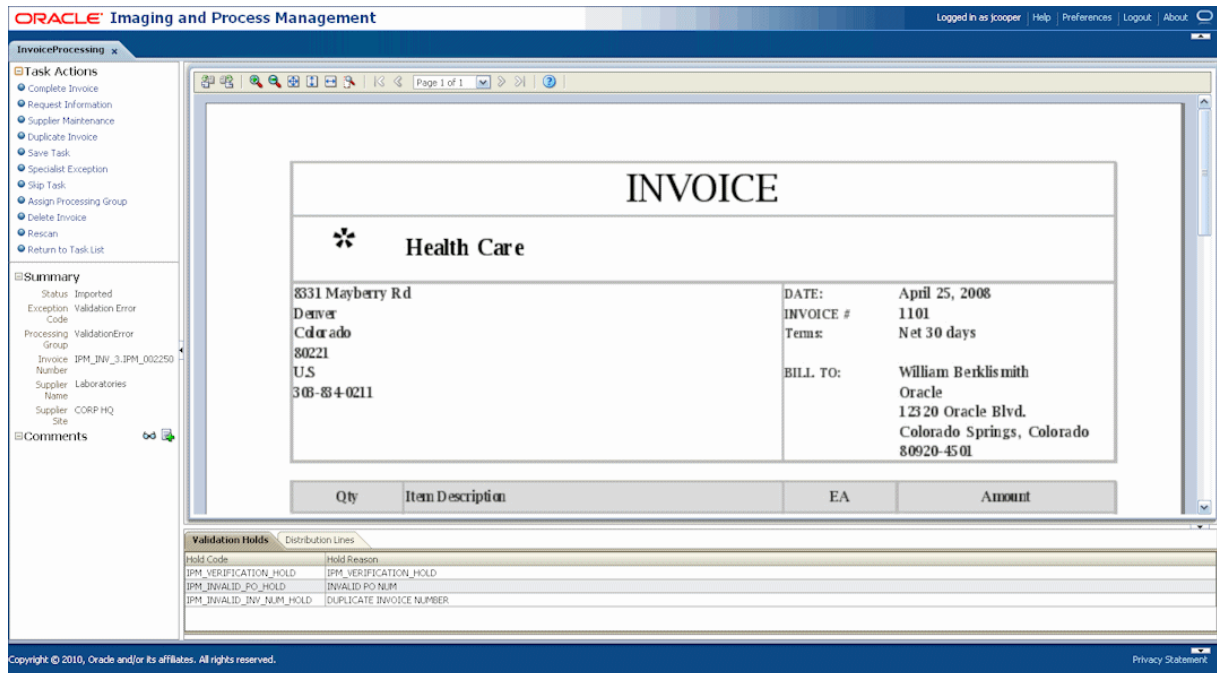 ORACLE Imaging and Process Management
Logged in as jcooper Help Preferences Logout About
InvoiceProcessing x
Task Actions
Complete Invoice
Request Information
Supplier Maintenance
Duplicate Invoice
Save Task
Specialist Exception
Skip Task
Assign Processing Group
Delete Invoice
Rescan
Return to Task List
Summary
Status Imported
Exception Code Validation Error
Processing Group ValidationError
Invoice Number IPM_INV_3.IPM_002250
Supplier Name Laboratories
Supplier Site CORP HQ
Comments
Page 1 of 1
INVOICE
* Health Care
8331 Mayberry Rd
Denver
Colorado
80221
U.S
303-834-0211
DATE: April 25, 2008
INVOICE # 1101
Terms: Net 30 days
BILL TO: William Berklismith
Oracle
12320 Oracle Blvd.
Colorado Springs, Colorado
80920-4501
Qty Item Description EA Amount
Validation Holds Distribution Lines
Hold Code Hold Reason
IPM_VERIFICATION_HOLD IPM_VERIFICATION_HOLD
IPM_INVALID_PO_HOLD INVALID PO NUM
IPM_INVALID_INV_NUM_HOLD DUPLICATE INVOICE NUMBER
Copyright © 2010, Oracle and/or its affiliates. All rights reserved.
Privacy Statement